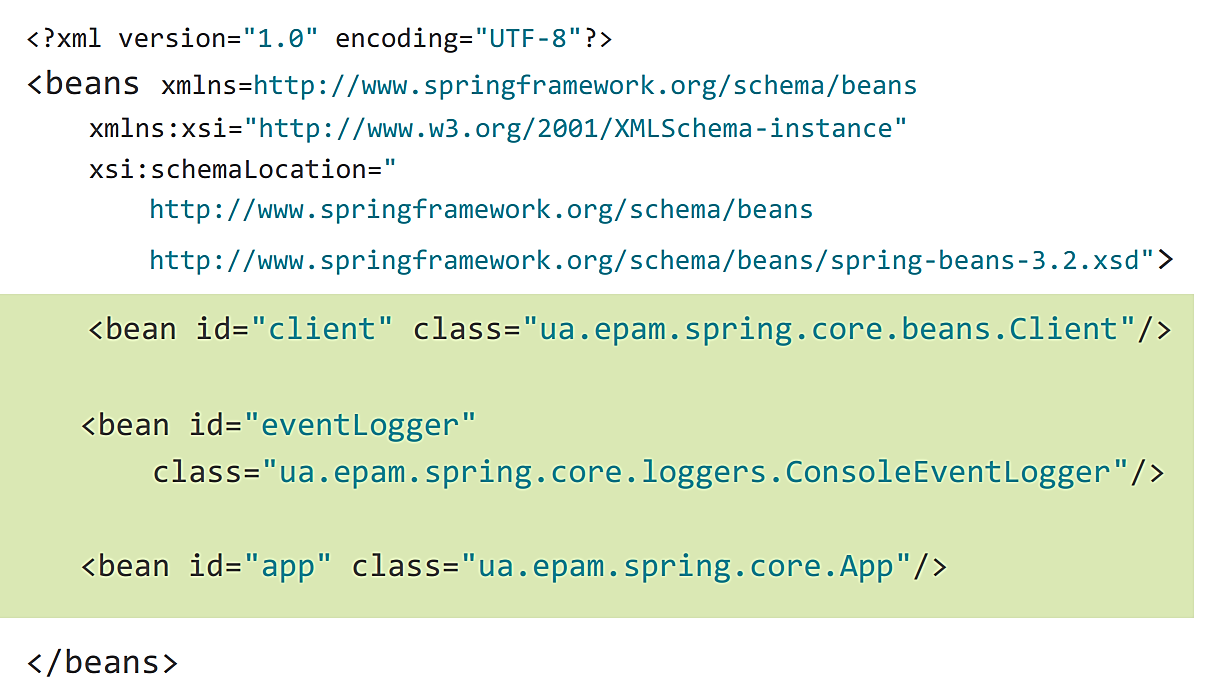 <?xml version="1.0" encoding="UTF-8"?>
<beans xmlns=http://www.springframework.org/schema/beans
xmlns:xsi="http://www.w3.org/2001/XMLSchema-instance"
xsi:schemaLocation="
http://www.springframework.org/schema/beans
http://www.springframework.org/schema/beans/spring-beans-3.2.xsd">
<bean id="client" class="ua.epam.spring.core.beans.Client"/>
<bean id="eventLogger"
class="ua.epam.spring.core.loggers.ConsoleEventLogger"/>
<bean id="app" class="ua.epam.spring.core.App"/>
</beans>